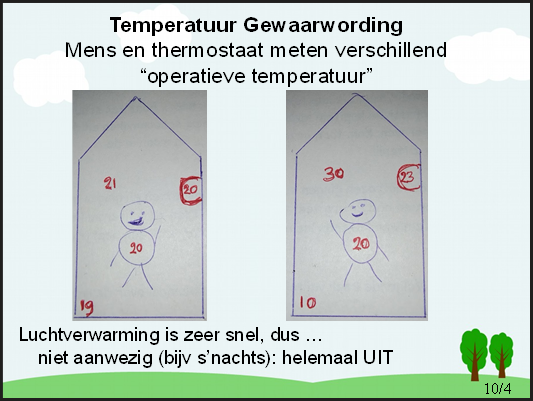 Temperatuur Gewaarwording
Mens en thermostaat meten verschillend
“operatieve temperatuur”
21
20
20
19
30
23
20
10
Luchtverwarming is zeer snel, dus …
niet aanwezig (bijv s’nachts): helemaal UIT
10/4